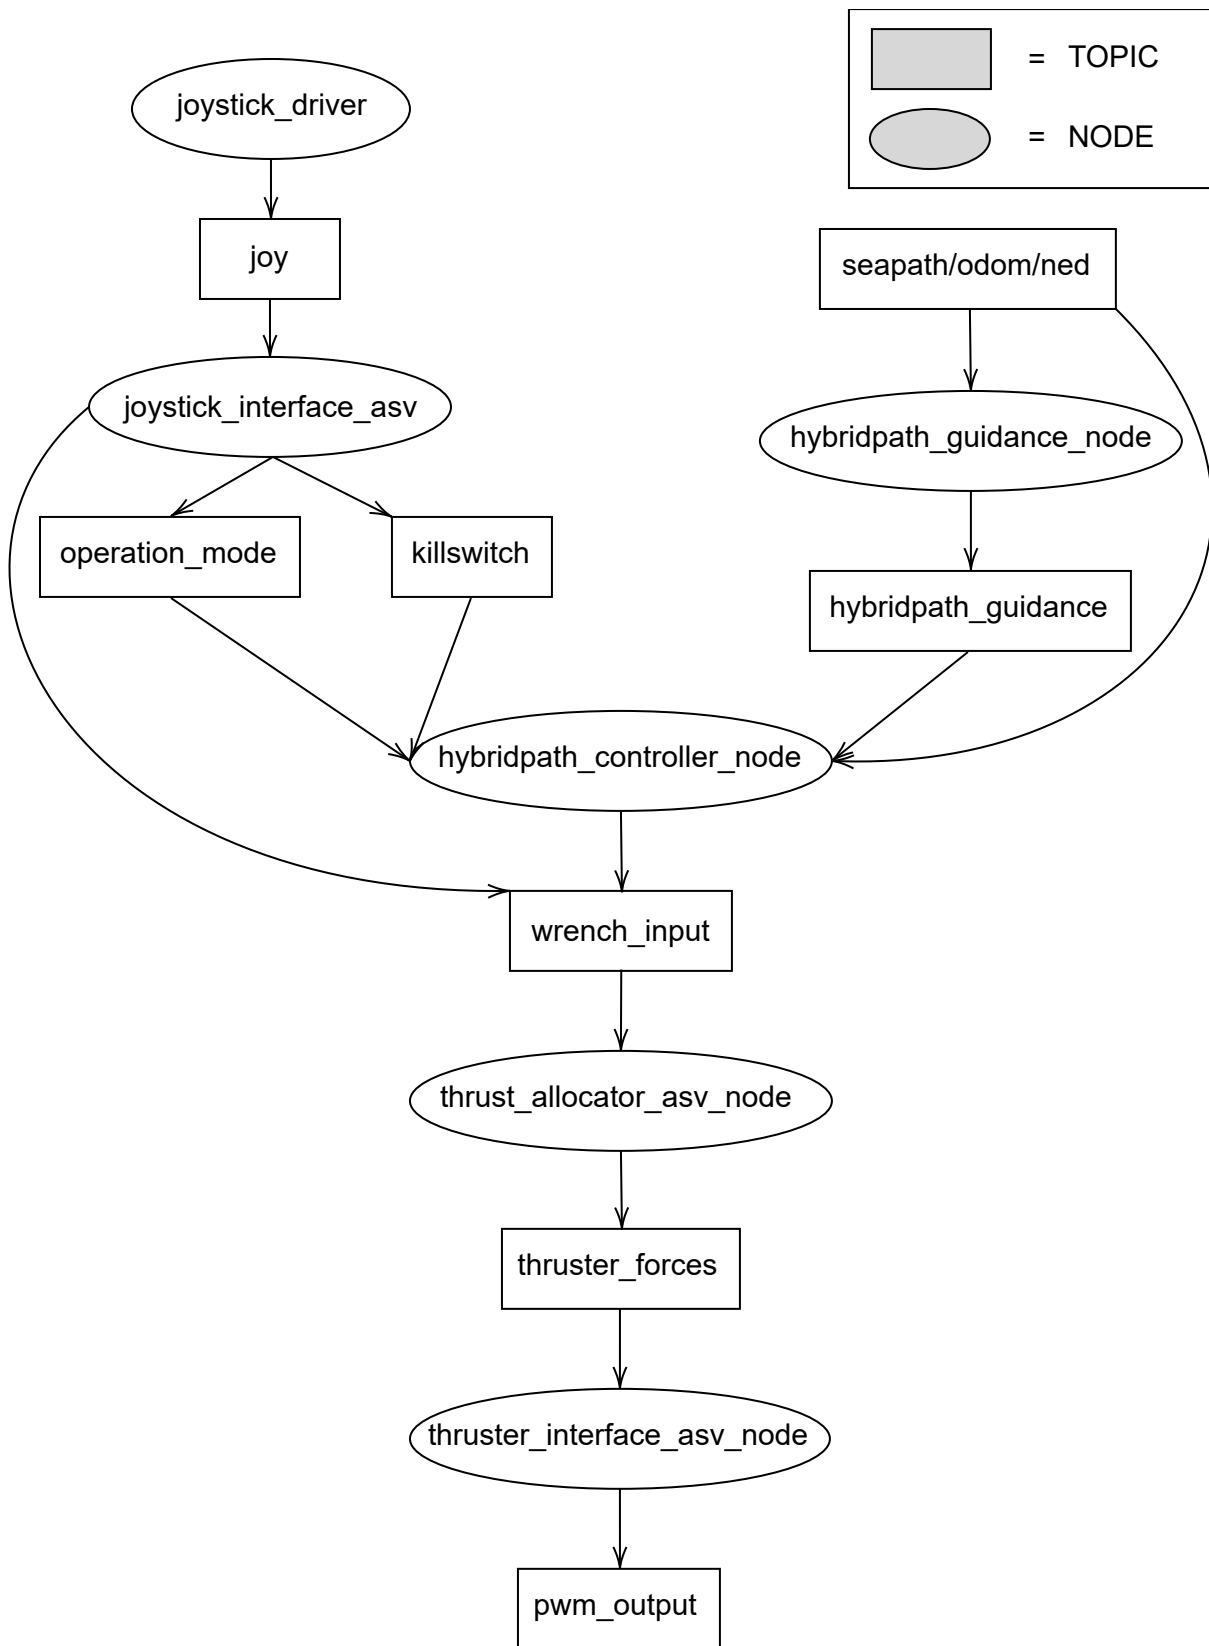 = TOPIC
= NODE
joystick_driver
joy
seapath/odom/ned
joystick_interface_asv
hybridpath_guidance_node
operation_mode
killswitch
hybridpath_guidance
hybridpath_controller_node
wrench_input
thrust_allocator_asv_node
thruster_forces
thruster_interface_asv_node
pwm_output